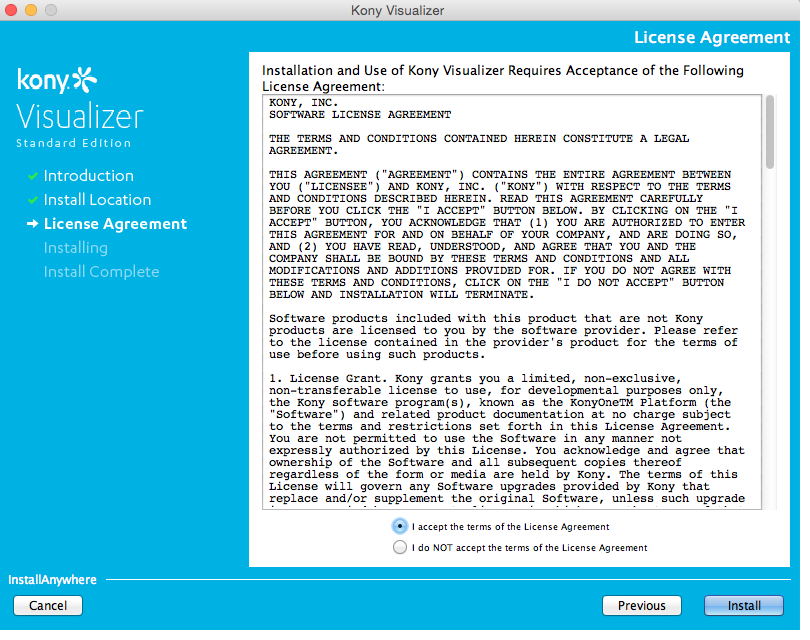 Kony Visualizer
License Agreement
kony
Visualizer
Standard Edition
Introduction
Install Location
License Agreement
Installing
Install Complete
Installation and Use of Kony Visualizer Requires Acceptance of the Following
License Agreement:
KONY, INC.
SOFTWARE LICENSE AGREEMENT
THE TERMS AND CONDITIONS CONTAINED HEREIN CONSTITUTE A LEGAL
AGREEMENT.
THIS AGREEMENT ("AGREEMENT") CONTAINS THE ENTIRE AGREEMENT BETWEEN
YOU ("LICENSEE") AND KONY, INC. ("KONY") WITH RESPECT TO THE TERMS
AND CONDITIONS DESCRIBED HEREIN. READ THIS AGREEMENT CAREFULLY
BEFORE YOU CLICK THE "I ACCEPT" BUTTON BELOW. BY CLICKING ON THE "I
ACCEPT" BUTTON, YOU ACKNOWLEDGE THAT (1) YOU ARE AUTHORIZED TO ENTER
THIS AGREEMENT FOR AND ON BEHALF OF YOUR COMPANY, AND ARE DOING SO,
AND (2) YOU HAVE READ, UNDERSTOOD, AND AGREE THAT YOU AND THE
COMPANY SHALL BE BOUND BY THESE TERMS AND CONDITIONS AND ALL
MODIFICATIONS AND ADDITIONS PROVIDED FOR. IF YOU DO NOT AGREE WITH
THESE TERMS AND CONDITIONS, CLICK ON THE "I DO NOT ACCEPT" BUTTON
BELOW AND INSTALLATION WILL TERMINATE.
Software products included with this product that are not Kony
products are licensed to you by the software provider. Please refer
to the license contained in the provider's product for the terms of
use before using such products.
1. License Grant. Kony grants you a limited, non-exclusive,
non-transferable license to use, for developmental purposes only,
the Kony software program(s), known as the KonyOneTM Platform (the
"Software") and related product documentation at no charge subject
to the terms and restrictions set forth in this License Agreement.
You are not permitted to use the Software in any manner not
expressly authorized by this License. You acknowledge and agree that
ownership of the Software and all subsequent copies thereof
regardless of the form or media are held by Kony. The terms of this
License will govern any Software upgrades provided by Kony that
replace and/or supplement the original Software, unless such upgrade
I accept the terms of the License Agreement
I do NOT accept the terms of the License Agreement
InstallAnywhere
Cancel
Previous
Install